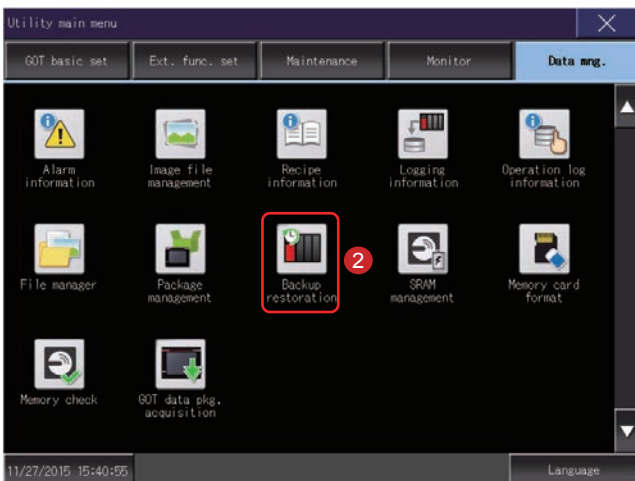 Utility main menu
GOT basic set Ext. func. set Maintenance Monitor Data mng.
Alarm
information
Image file
management
Recipe
information
Logging
information
Operation log
information
File manager
Package
management
Backup
restoration
2
SRAM
management
Memory card
format
Memory check
GOT data pkg.
acquisition
11/27/2015 15:40:55
Language